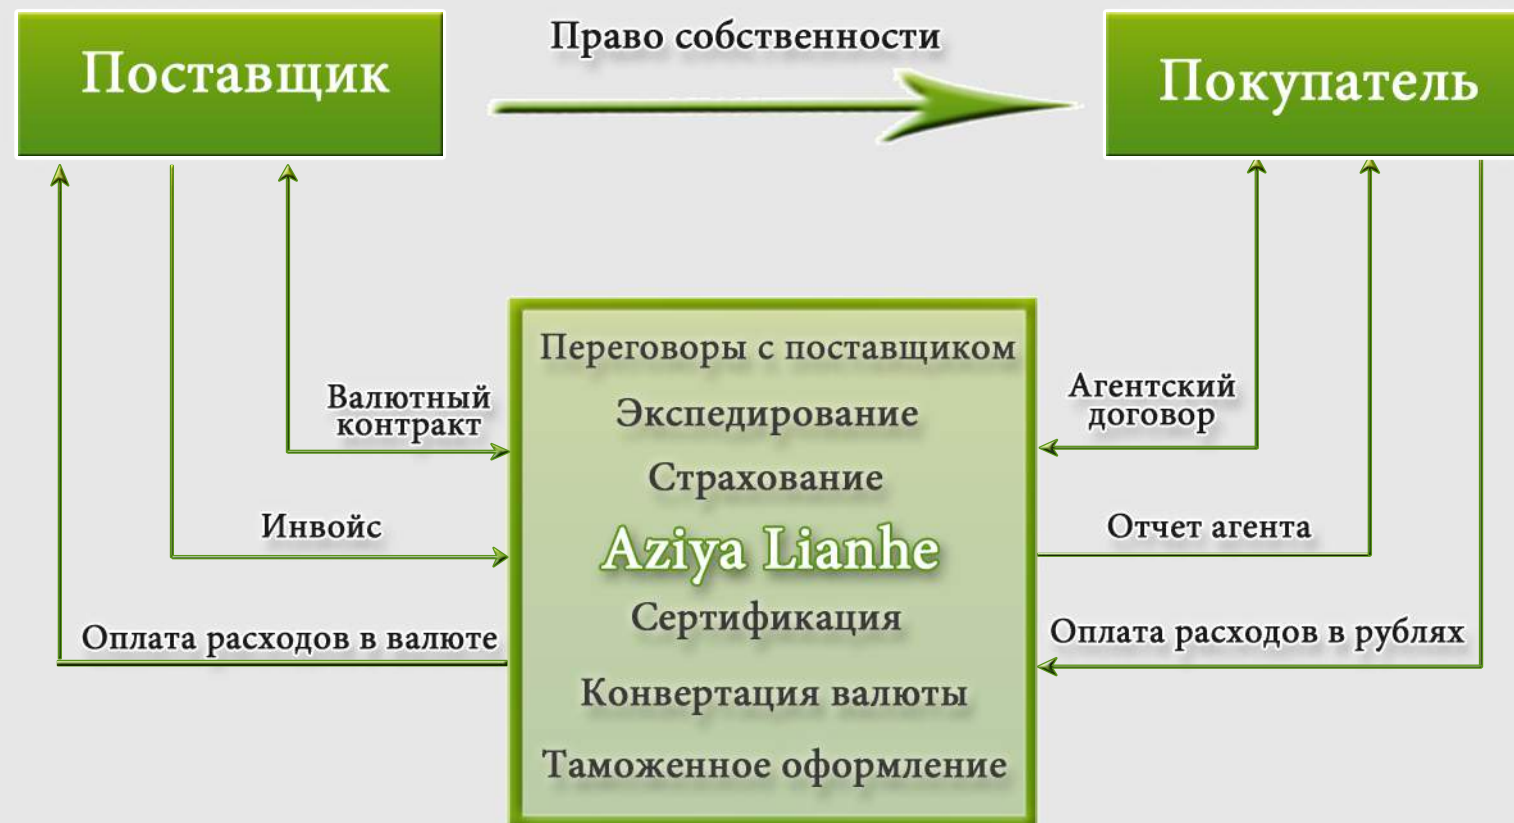 Поставщик
Право собственности
Покупатель
Валютный
контракт
Инвойс
Оплата расходов в валюте
Переговоры с поставщиком
Экспедирование
Страхование
Aziya Lianhe
Сертификация
Конвертация валюты
Таможенное оформление
Агентский
договор
Отчет агента
Оплата расходов в рублях